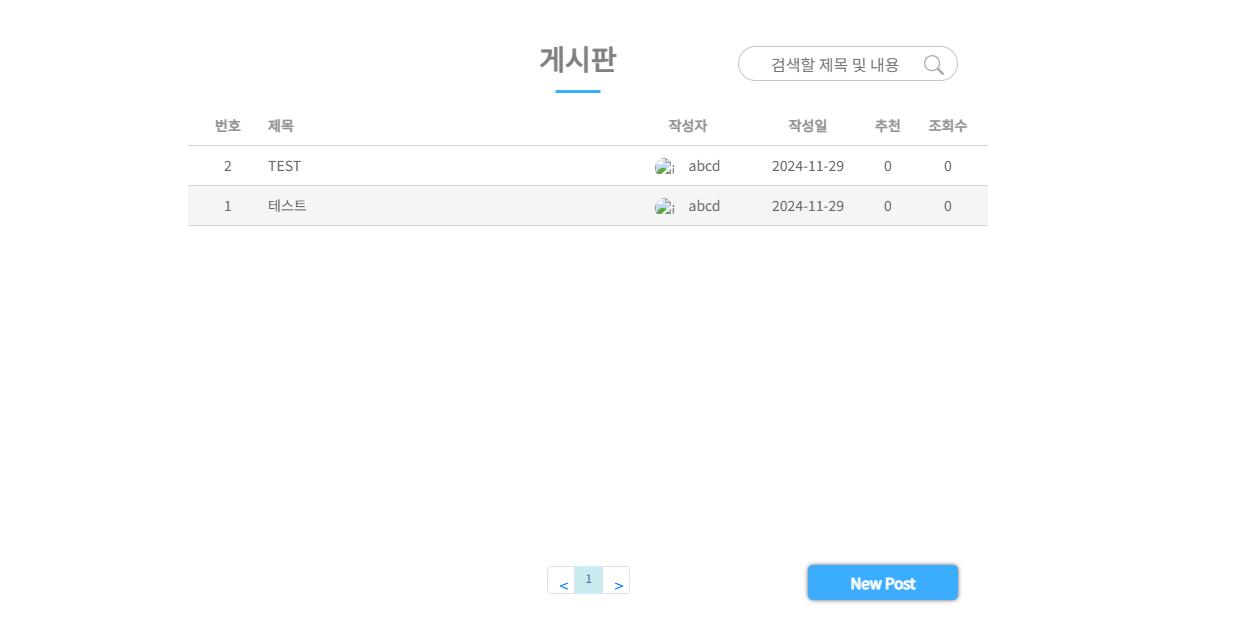 게시판
검색할 제목 및 내용
번호 제목 작성자 작성일 추천 조회수
2 TEST abcd 2024-11-29 0 0
1 테스트 abcd 2024-11-29 0 0
< 1 >
New Post